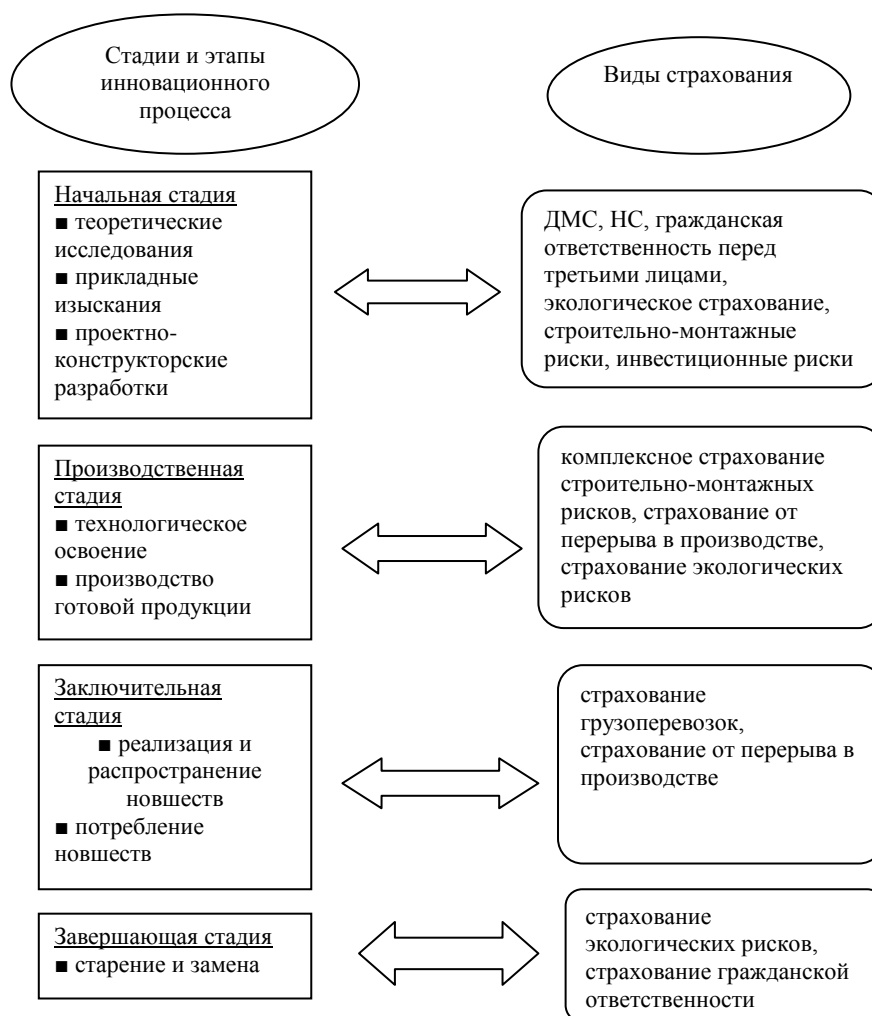 Стадии и этапы
инновационного
процесса
Виды страхования
Начальная стадия
■ теоретические
исследования
■ прикладные
изыскания
■ проектно-
конструкторские
разработки
ДМС, НС, гражданская
ответственность перед
третьими лицами,
экологическое страхование,
строительно-монтажные
риски, инвестиционные риски
Производственная
стадия
■ технологическое
освоение
■ производство
готовой продукции
комплексное страхование
строительно-монтажных
рисков, страхование от
перерыва в производстве,
страхование экологических
рисков
Заключительная
стадия
■ реализация и
распространение
новшеств
■ потребление
новшеств
страхование
грузоперевозок,
страхование от перерыва в
производстве
Завершающая стадия
■ старение и замена
страхование
экологических рисков,
страхование гражданской
ответственности